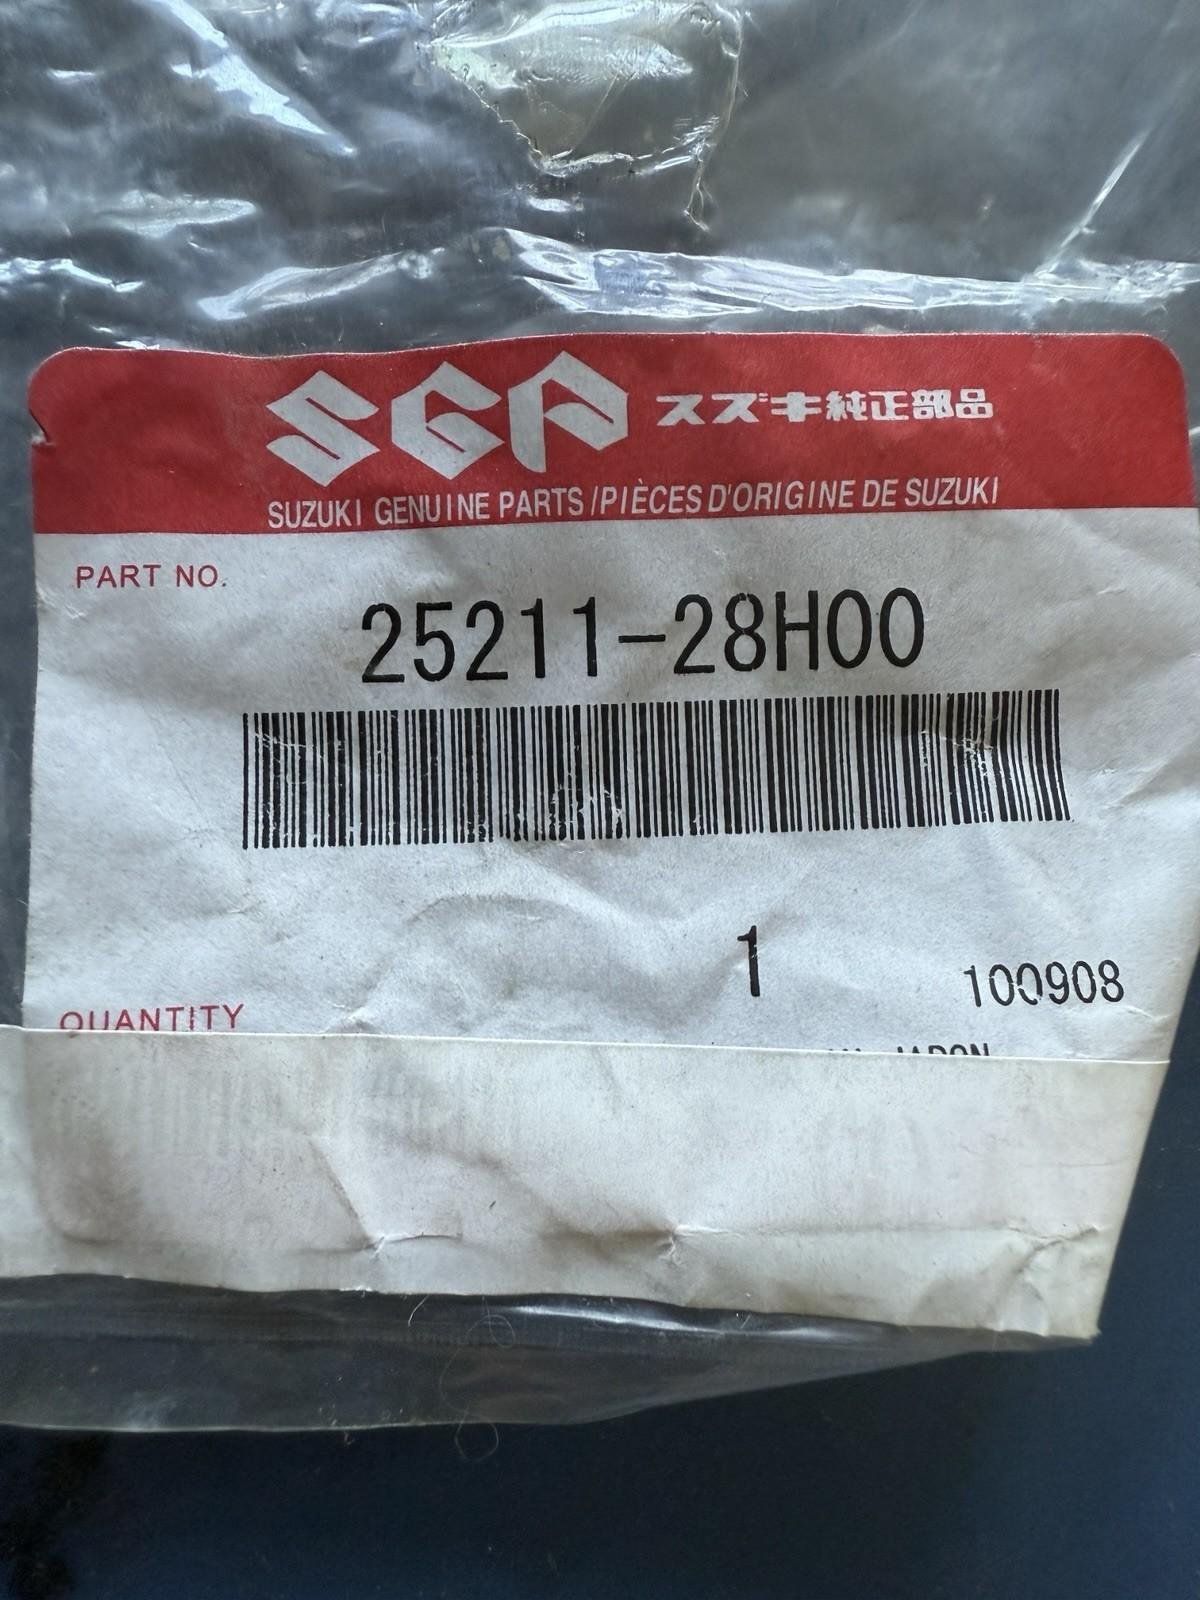 SGP スズキ純正部品
SUZUKI GENUINE PARTS/PIÈCES D'ORIGINE DE SUZUKI
PART NO.
25211-28H00
1
100908
QUANTITY
JAPON